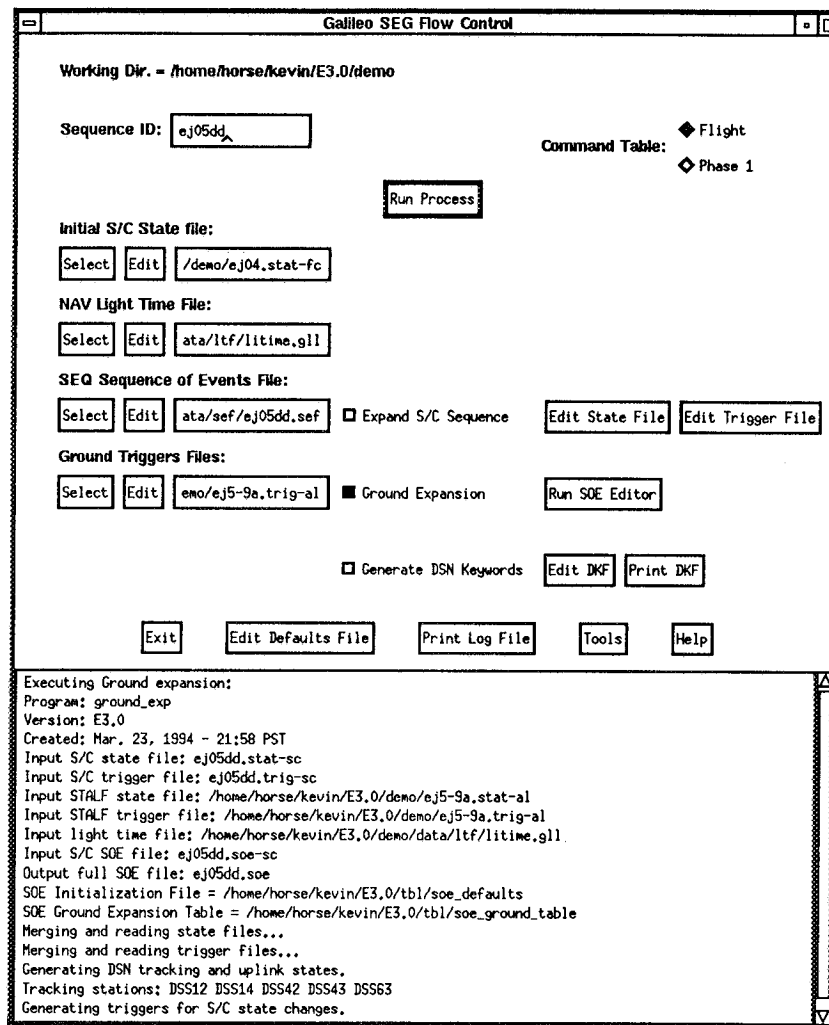 Galileo SEG Flow Control
Working Dir. = /home/horse/kevin/E3.0/demo
Sequence ID: ej05dd
Command Table: Flight
Phase 1
Run Process
Initial S/C State file:
Select Edit /demo/ej04.stat-fc
NAV Light Time File:
Select Edit ata/ltf/litime.gll
SEQ Sequence of Events File:
Select Edit ata/sef/ej05dd.sef Expand S/C Sequence Edit State File Edit Trigger File
Ground Triggers Files:
Select Edit emo/ej5-9a.trig-al Ground Expansion Run SOE Editor
Generate DSN Keywords Edit DKF Print DKF
Exit Edit Defaults File Print Log File Tools Help
Executing Ground expansion:
Program: ground_exp
Version: E3.0
Created: Mar. 23, 1994 - 21:58 PST
Input S/C state file: ej05dd.stat-sc
Input S/C trigger file: ej05dd.trig-sc
Input STALF state file: /home/horse/kevin/E3.0/demo/ej5-9a.stat-al
Input STALF trigger file: /home/horse/kevin/E3.0/demo/ej5-9a.trig-al
Input light time file: /home/horse/kevin/E3.0/demo/data/ltf/litime.gll
Input S/C SOE file: ej05dd.soe-sc
Output full SOE file: ej05dd.soe
SOE Initialization File = /home/horse/kevin/E3.0/tbl/soe_defaults
SOE Ground Expansion Table = /home/horse/kevin/E3.0/tbl/soe_ground_table
Merging and reading state files...
Merging and reading trigger files...
Generating DSN tracking and uplink states.
Tracking stations: DSS12 DSS14 DSS42 DSS43 DSS63
Generating triggers for S/C state changes.